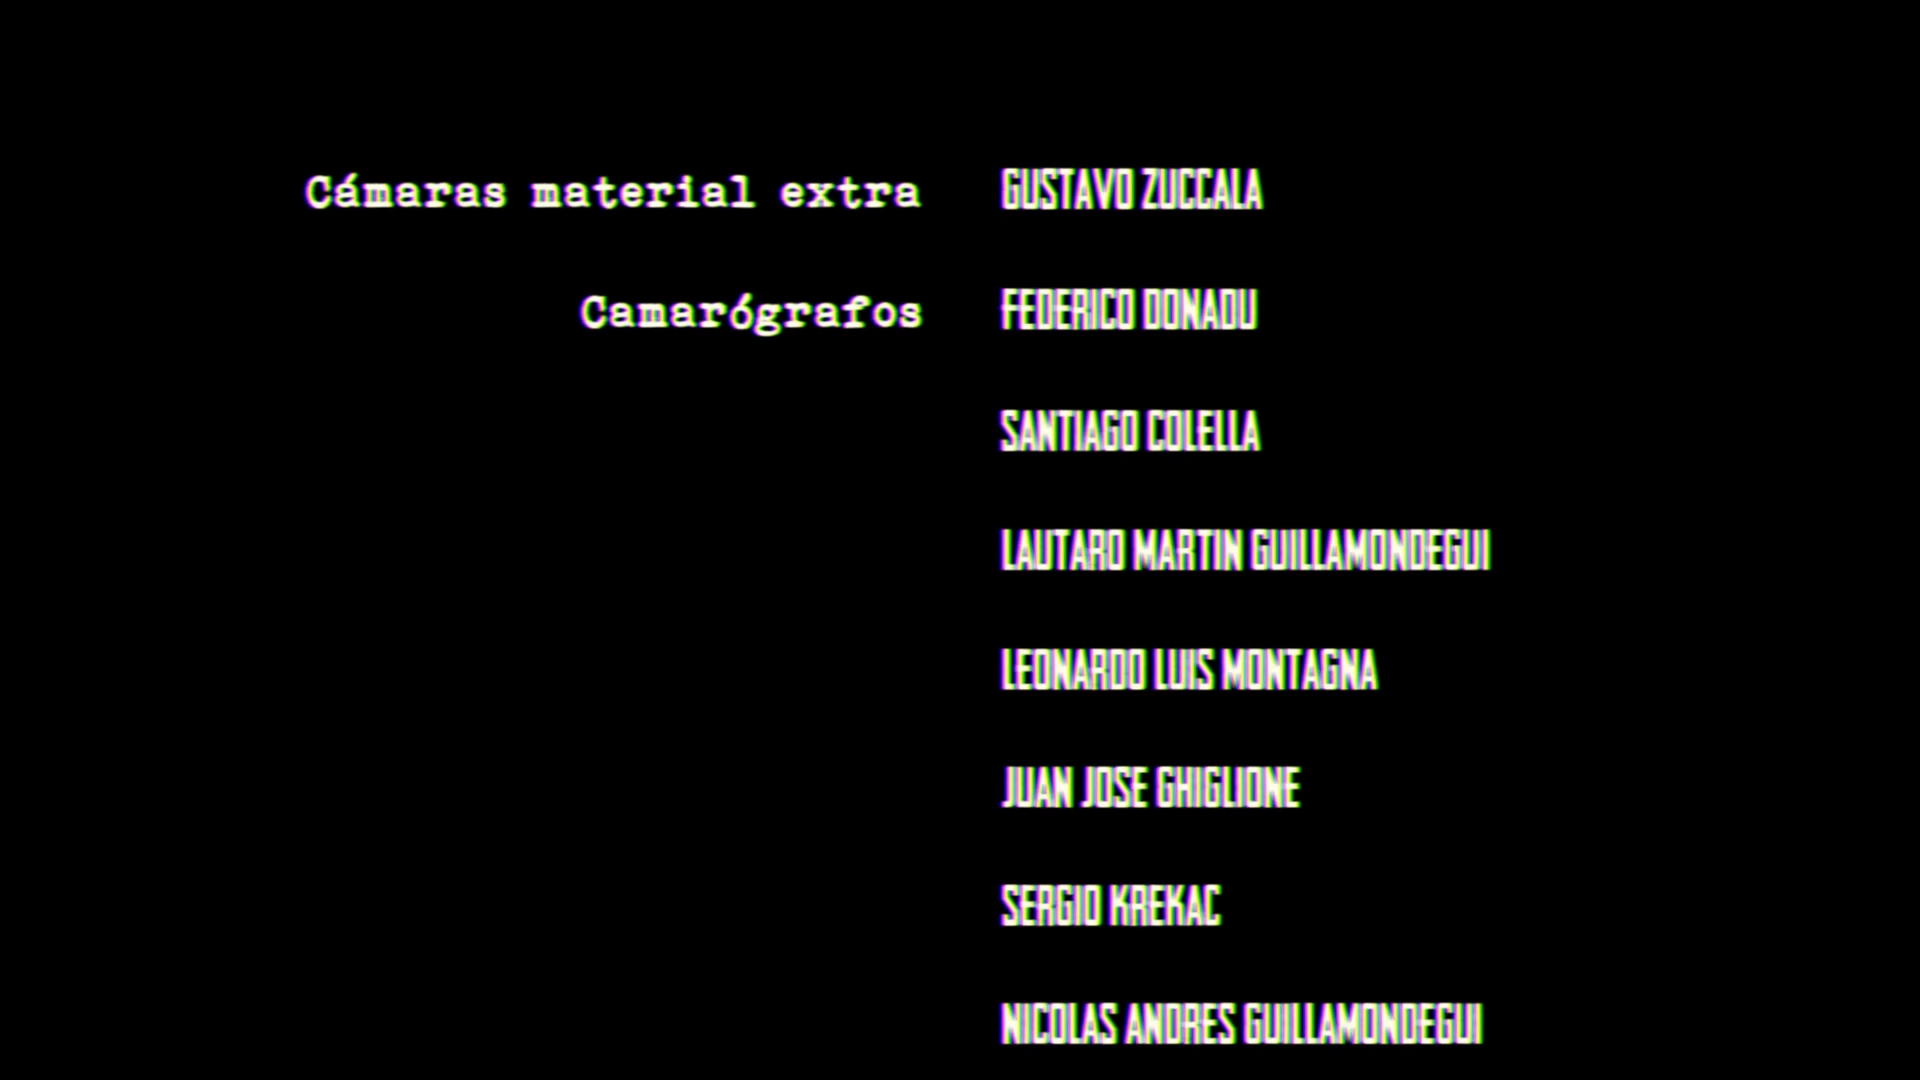 Cámaras material extra GUSTAVO ZUCCALA
Camarógrafos FEDERICO DONADU
SANTIAGO COLELLA
LAUTARO MARTIN GUILLAMONDEGUI
LEONARDO LUIS MONTAGNA
JUAN JOSE GHIGLIONE
SERGIO KREKAC
NICOLAS ANDRES GUILLAMONDEGUI